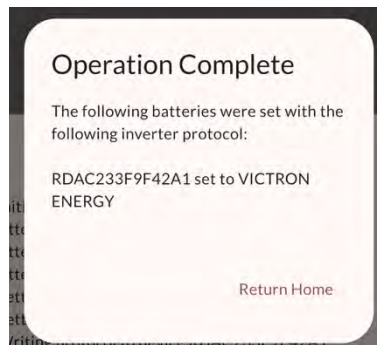 Operation Complete
The following batteries were set with the
following inverter protocol:
RDAC233F9F42A1 set to VICTRON
ENERGY
Return Home